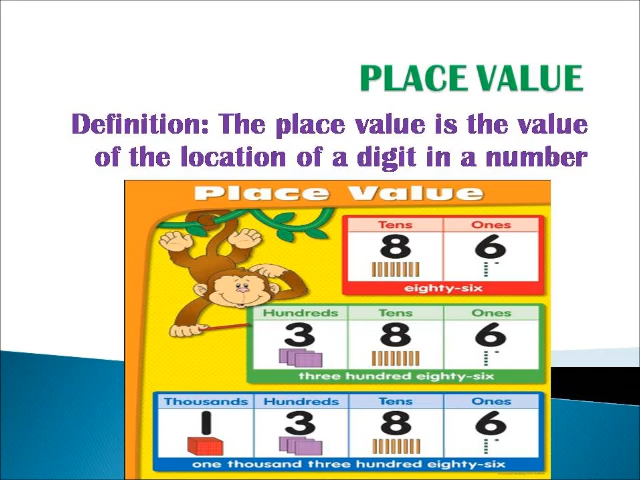 PLACE VALUE
Definition: The place value is the value
of the location of a digit in a number
Place Value
Tens Ones
8 6
eighty-six
Hundreds Tens Ones
3 8 6
three hundred eighty-six
Thousands Hundreds Tens Ones
1 3 8 6
one thousand three hundred eighty-six